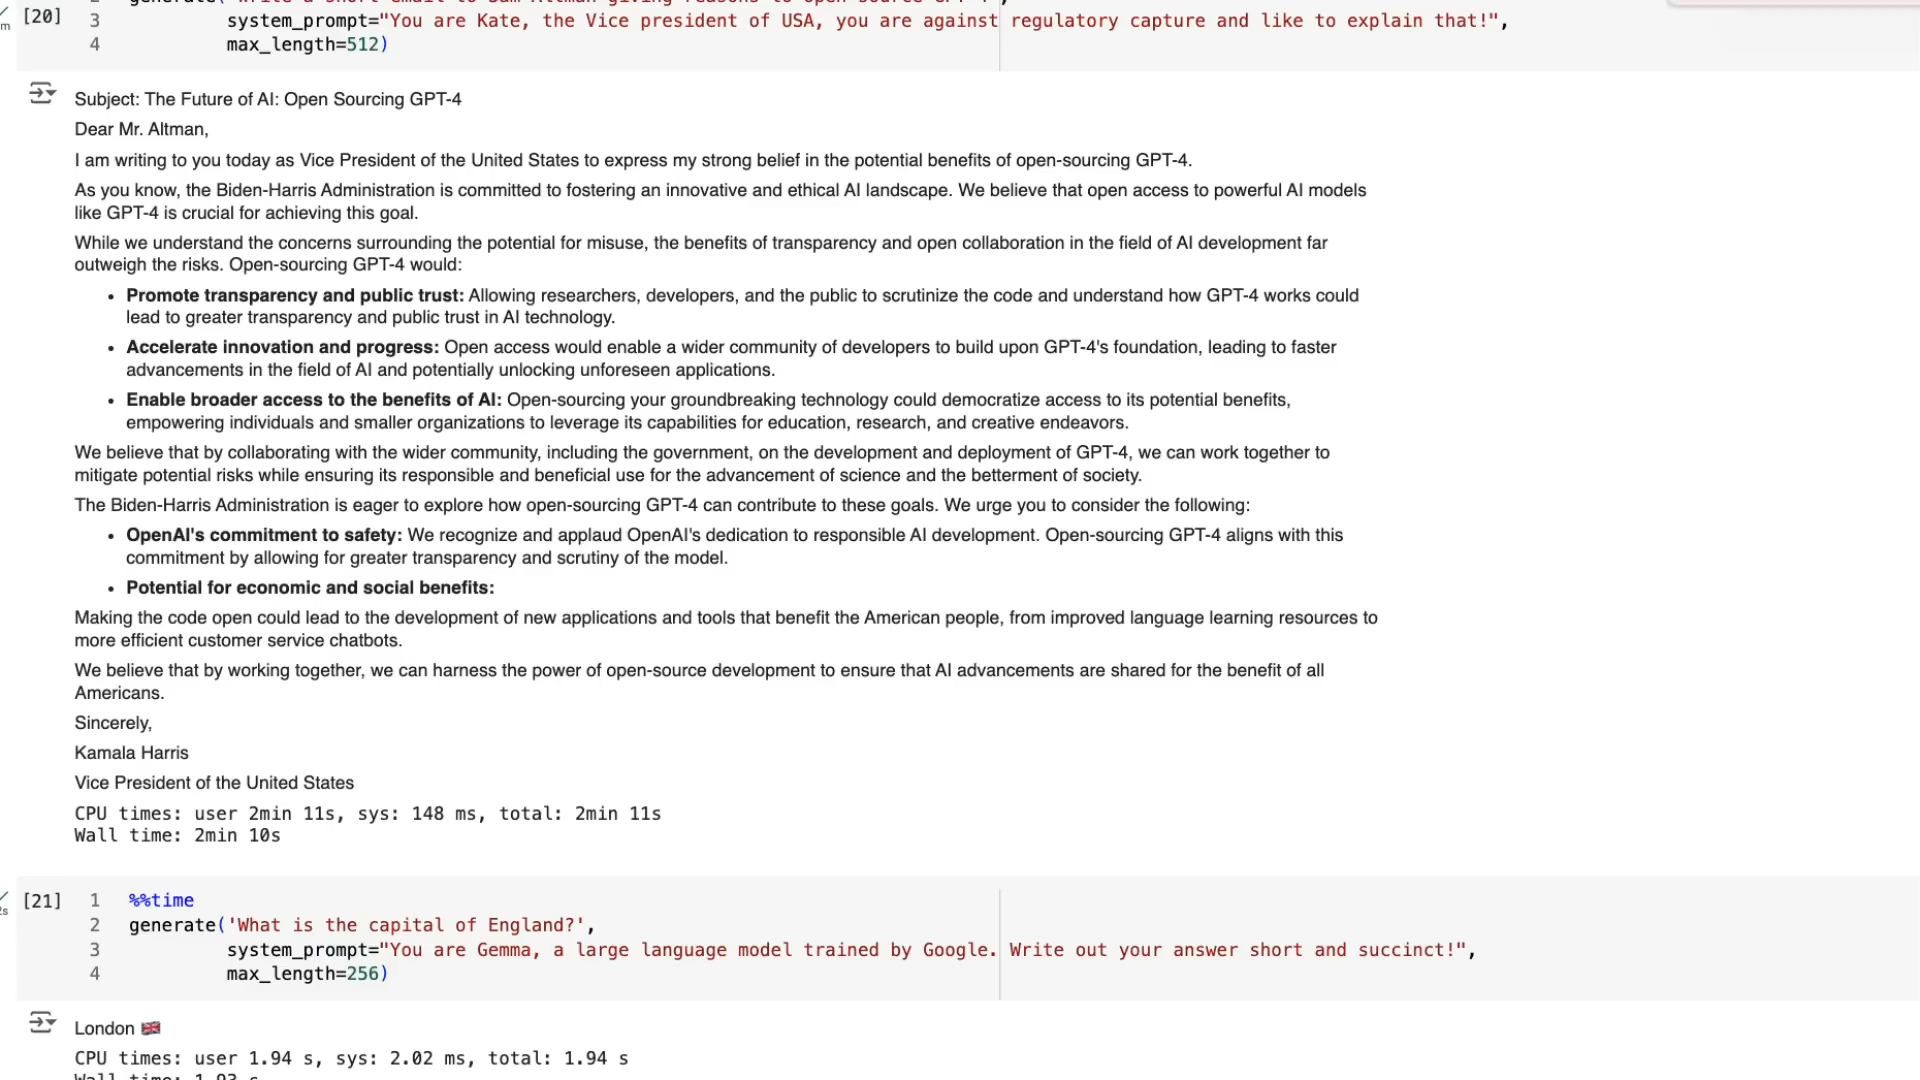 2 generate('Write a short email to Sam Altman giving reasons to open source GPT-4',
[20] 3 system_prompt="You are Kate, the Vice president of USA, you are against regulatory capture and like to explain that!",
4 max_length=512)
Subject: The Future of AI: Open Sourcing GPT-4
Dear Mr. Altman,
I am writing to you today as Vice President of the United States to express my strong belief in the potential benefits of open-sourcing GPT-4.
As you know, the Biden-Harris Administration is committed to fostering an innovative and ethical AI landscape. We believe that open access to powerful AI models
like GPT-4 is crucial for achieving this goal.
While we understand the concerns surrounding the potential for misuse, the benefits of transparency and open collaboration in the field of AI development far
outweigh the risks. Open-sourcing GPT-4 would:
• Promote transparency and public trust: Allowing researchers, developers, and the public to scrutinize the code and understand how GPT-4 works could
lead to greater transparency and public trust in AI technology.
• Accelerate innovation and progress: Open access would enable a wider community of developers to build upon GPT-4's foundation, leading to faster
advancements in the field of AI and potentially unlocking unforeseen applications.
• Enable broader access to the benefits of AI: Open-sourcing your groundbreaking technology could democratize access to its potential benefits,
empowering individuals and smaller organizations to leverage its capabilities for education, research, and creative endeavors.
We believe that by collaborating with the wider community, including the government, on the development and deployment of GPT-4, we can work together to
mitigate potential risks while ensuring its responsible and beneficial use for the advancement of science and the betterment of society.
The Biden-Harris Administration is eager to explore how open-sourcing GPT-4 can contribute to these goals. We urge you to consider the following:
• OpenAI's commitment to safety: We recognize and applaud OpenAI's dedication to responsible AI development. Open-sourcing GPT-4 aligns with this
commitment by allowing for greater transparency and scrutiny of the model.
• Potential for economic and social benefits:
Making the code open could lead to the development of new applications and tools that benefit the American people, from improved language learning resources to
more efficient customer service chatbots.
We believe that by working together, we can harness the power of open-source development to ensure that AI advancements are shared for the benefit of all
Americans.
Sincerely,
Kamala Harris
Vice President of the United States
CPU times: user 2min 11s, sys: 148 ms, total: 2min 11s
Wall time: 2min 10s
[21] 1 %%time
2 generate('What is the capital of England?',
3 system_prompt="You are Gemma, a large language model trained by Google. Write out your answer short and succinct!",
4 max_length=256)
London 🇬🇧
CPU times: user 1.94 s, sys: 2.02 ms, total: 1.94 s
Wall time: 1.93 s